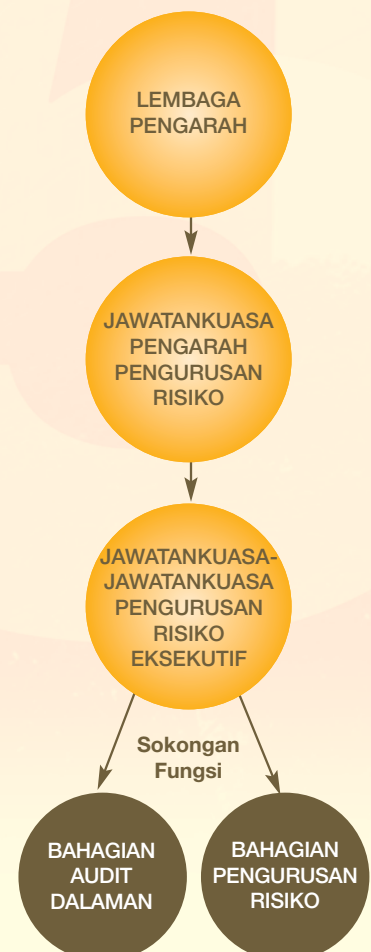 LEMBAGA
PENGARAH
JAWATANKUASA
PENGARAH
PENGURUSAN
RISIKO
JAWATANKUASA-
JAWATANKUASA
PENGURUSAN
RISIKO
EKSEKUTIF
Sokongan
Fungsi
BAHAGIAN
AUDIT
DALAMAN
BAHAGIAN
PENGURUSAN
RISIKO